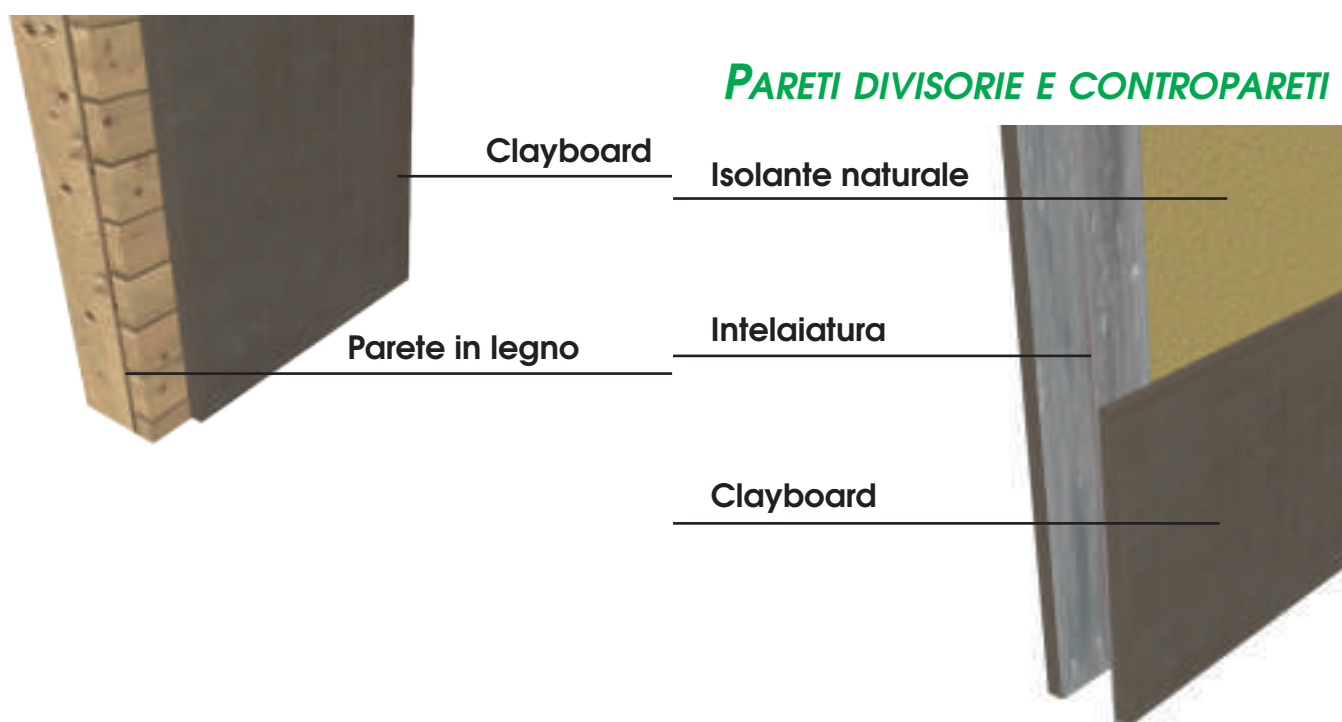 PARETI DIVISORIE E CONTROPARETI
Clayboard
Parete in legno
Isolante naturale
Intelaiatura
Clayboard